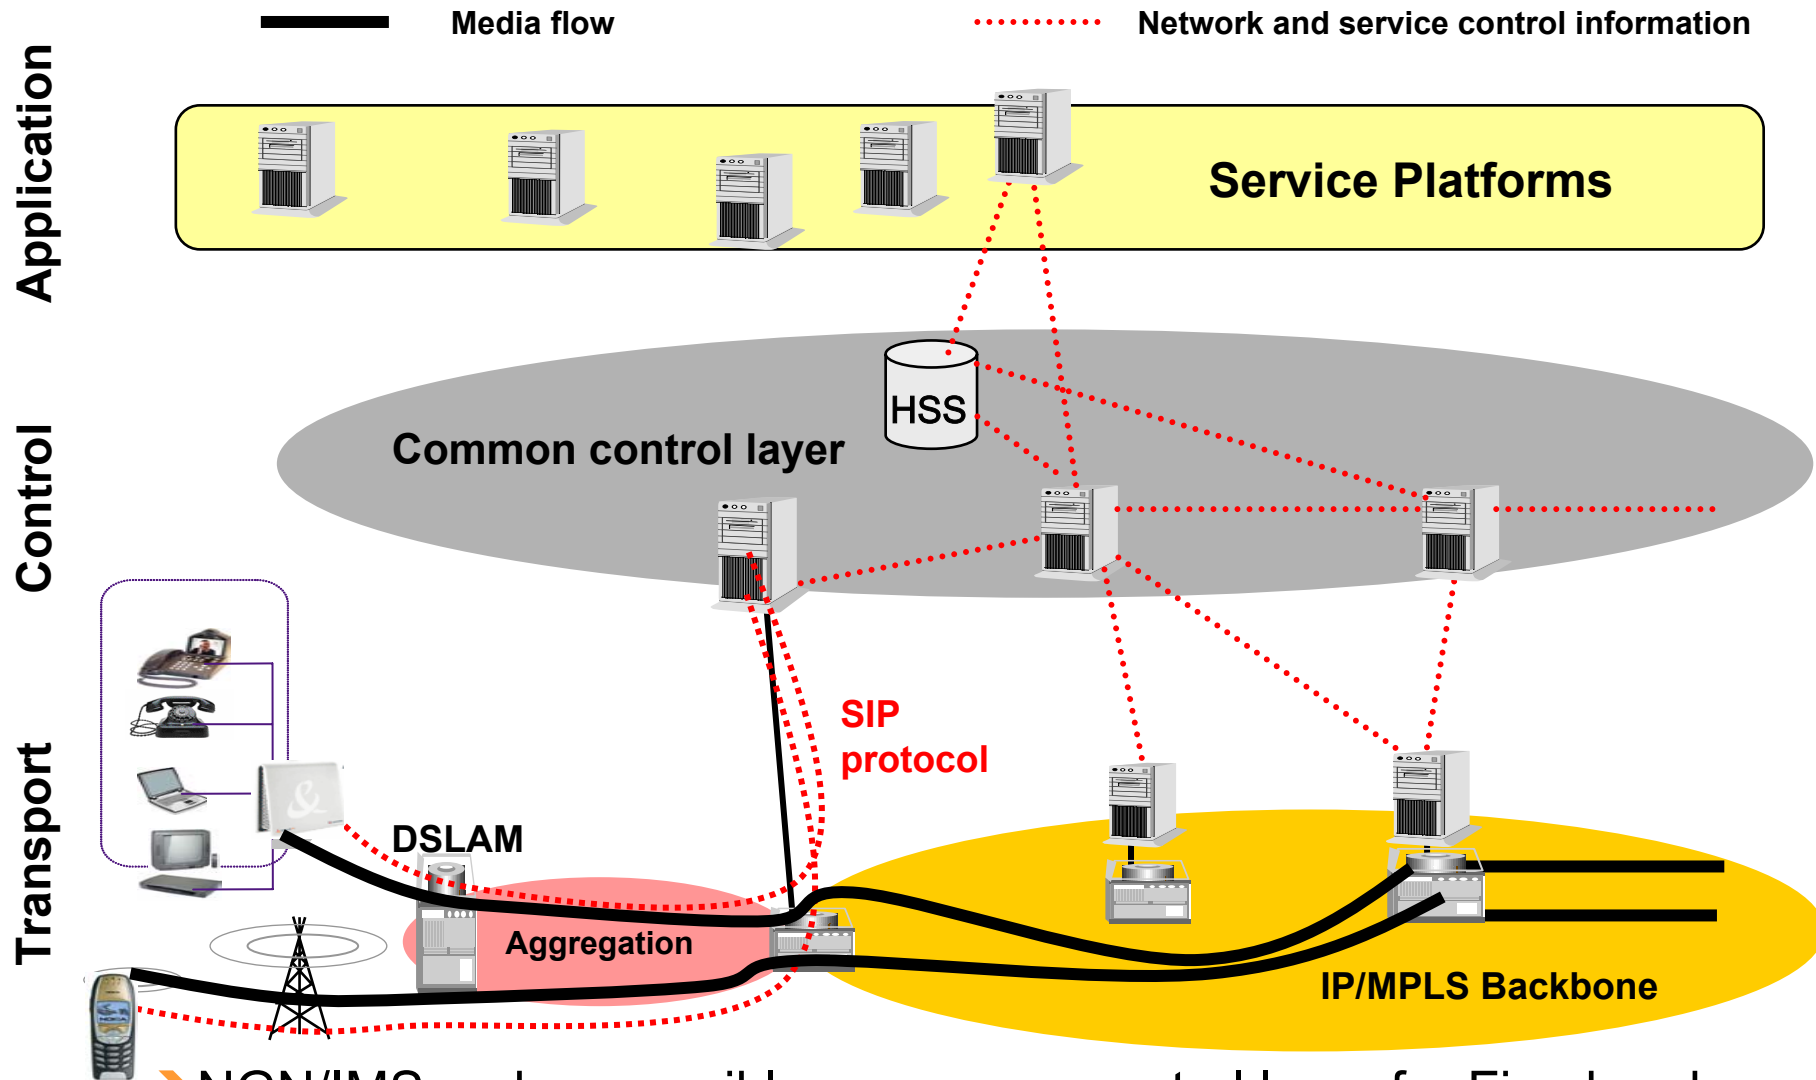 Media flow
Network and service control information
Application
Service Platforms
HSS
Common control layer
Control
SIP
protocol
Transport
DSLAM
Aggregation
IP/MPLS Backbone
NOKIA
&